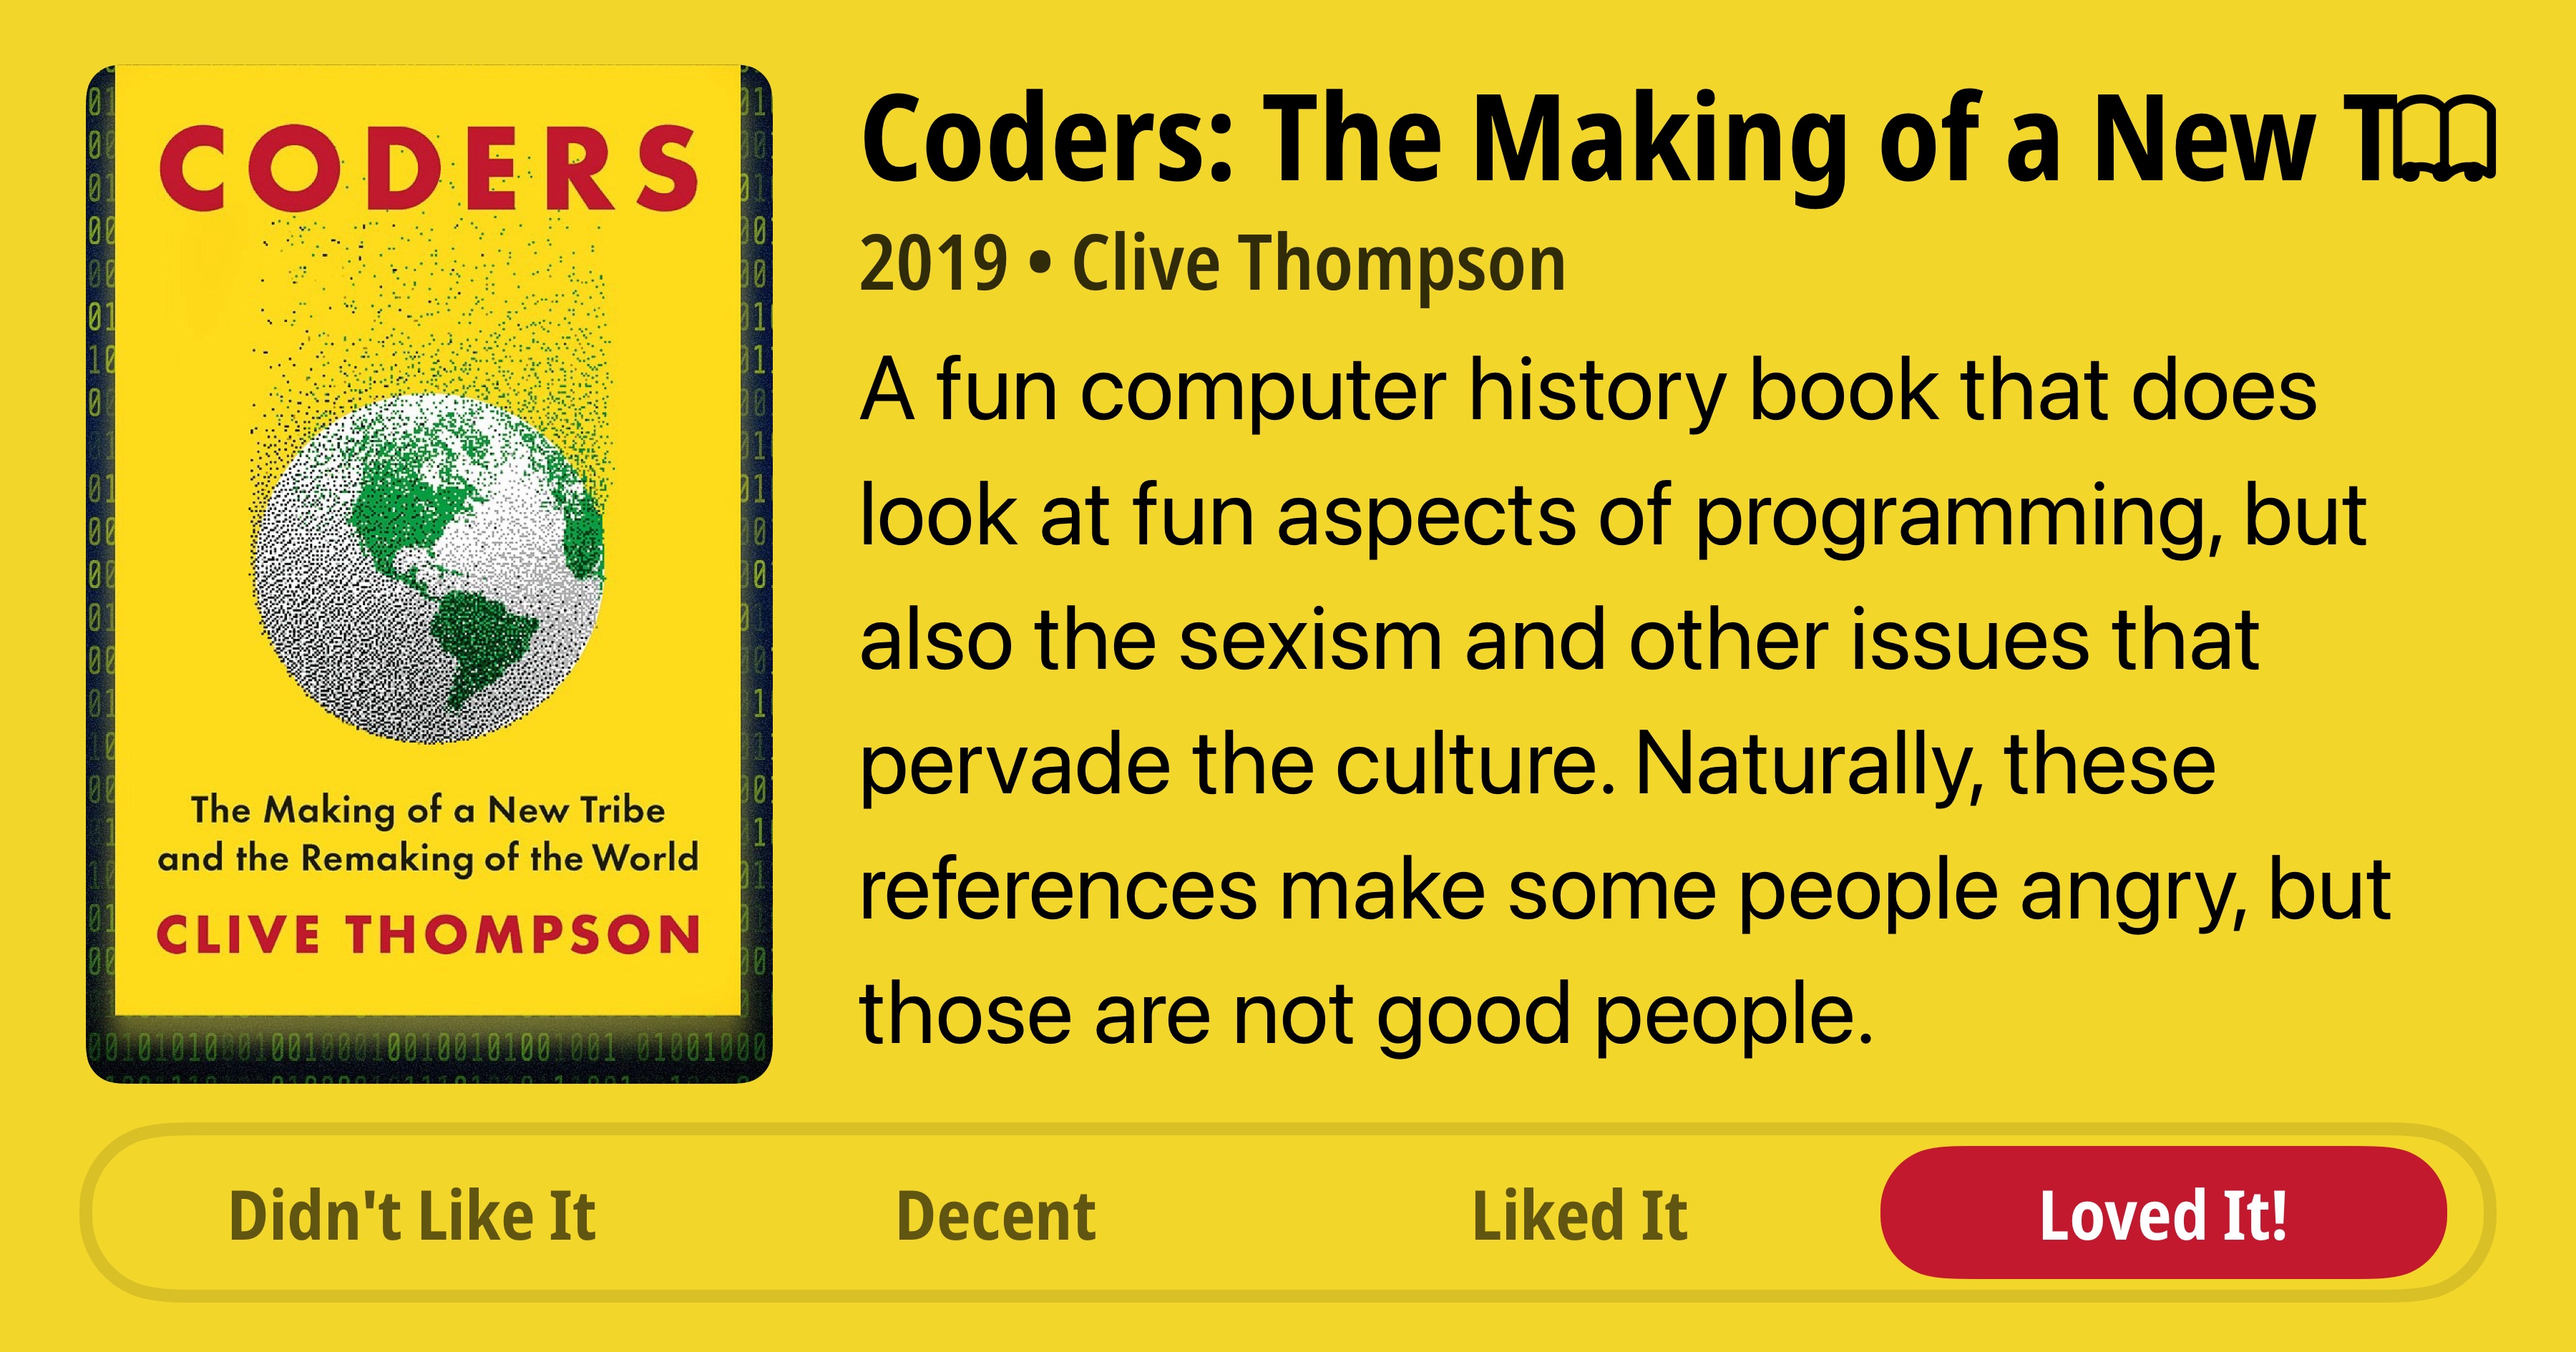 CODERS
The Making of a New Tribe
and the Remaking of the World
CLIVE THOMPSON
Coders: The Making of a New T
2019 • Clive Thompson
A fun computer history book that does
look at fun aspects of programming, but
also the sexism and other issues that
pervade the culture. Naturally, these
references make some people angry, but
those are not good people.
Didn't Like It
Decent
Liked It
Loved It!